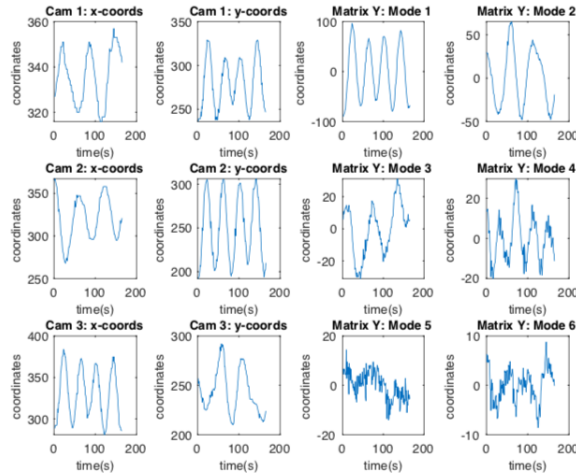 Cam 1: x-coords Cam 1: y-coords Matrix Y: Mode 1 Matrix Y: Mode 2
coordinates 360 340 320 coordinates 350 300 250 coordinates 100 0 -100 coordinates 50 0 -50
0 100 200 0 100 200 0 100 200 0 100 200
time(s) time(s) time(s) time(s)
Cam 2: x-coords Cam 2: y-coords Matrix Y: Mode 3 Matrix Y: Mode 4
coordinates 350 300 250 coordinates 300 250 200 coordinates 20 0 -20 coordinates 20 0 -20
0 100 200 0 100 200 0 100 200 0 100 200
time(s) time(s) time(s) time(s)
Cam 3: x-coords Cam 3: y-coords Matrix Y: Mode 5 Matrix Y: Mode 6
coordinates 400 350 300 coordinates 300 250 200 coordinates 20 0 -20 coordinates 10 0 -10
0 100 200 0 100 200 0 100 200 0 100 200
time(s) time(s) time(s) time(s)